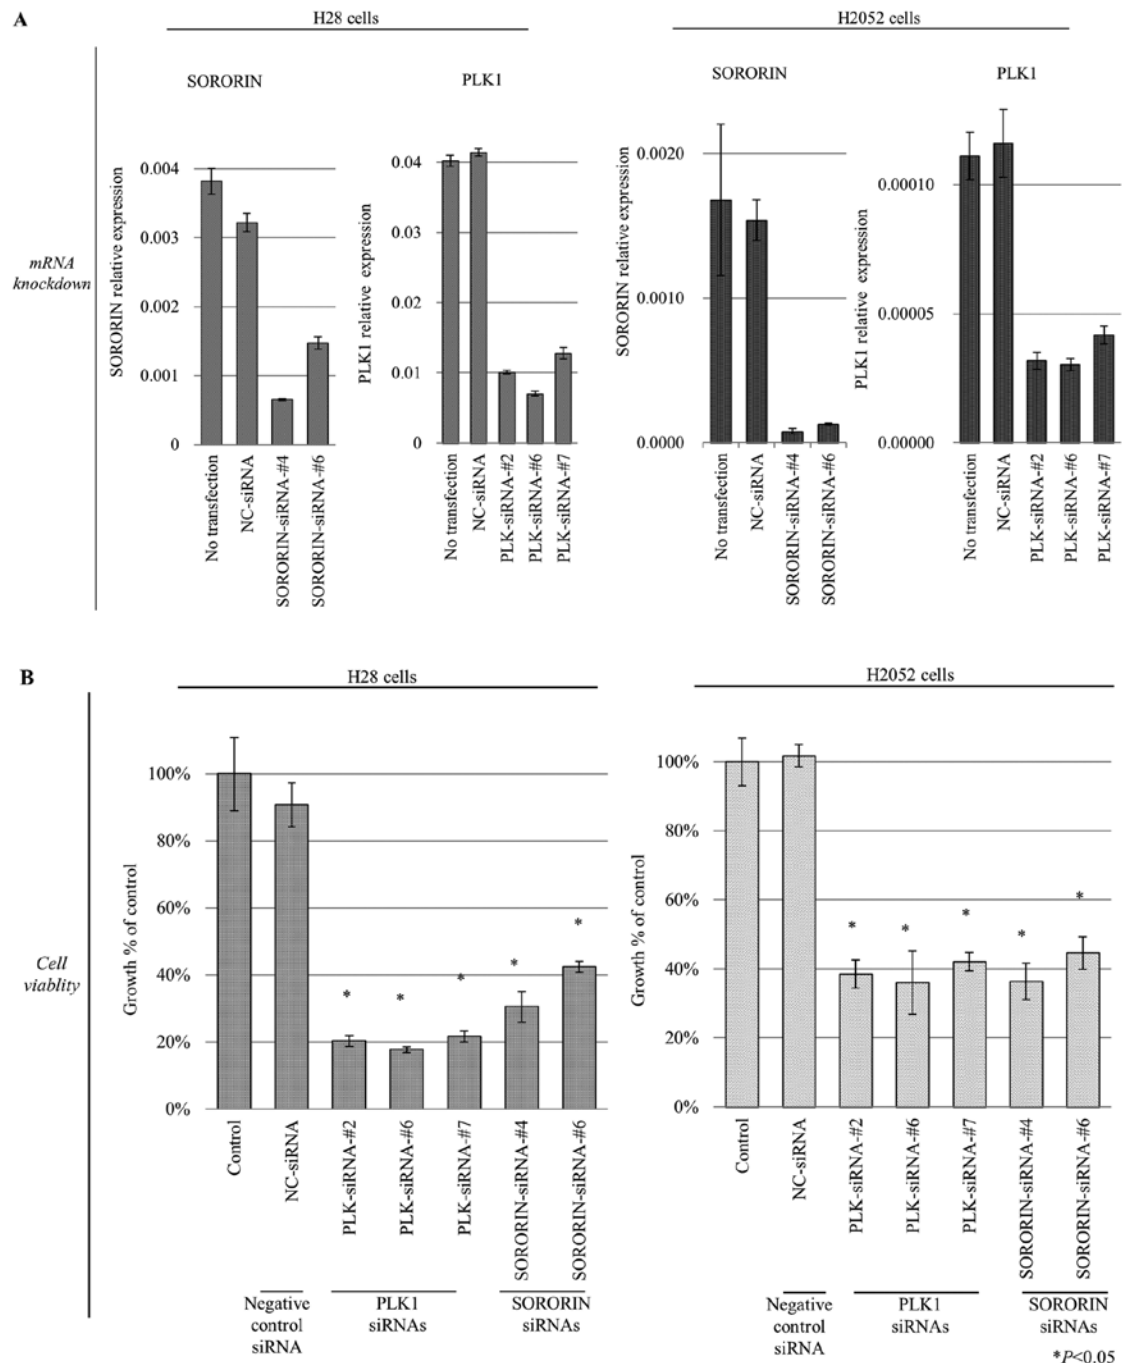 A
H28 cells
H2052 cells
SORORIN
PLK1
SORORIN
PLK1
mRNA
knockdown
SORORIN relative expression
0.004
0.003
0.002
0.001
0
No transfection
NC-siRNA
SORORIN-siRNA-#4
SORORIN-siRNA-#6
PLK1 relative expression
0.04
0.03
0.02
0.01
0
No transfection
NC-siRNA
PLK-siRNA-#2
PLK-siRNA-#6
PLK-siRNA-#7
SORORIN relative expression
0.0020
0.0010
0.0000
No transfection
NC-siRNA
SORORIN-siRNA-#4
SORORIN-siRNA-#6
PLK1 relative expression
0.00010
0.00005
0.00000
No transfection
NC-siRNA
PLK-siRNA-#2
PLK-siRNA-#6
PLK-siRNA-#7
B
H28 cells
H2052 cells
Cell
viablity
Growth % of control
100%
80%
60%
40%
20%
0%
* * * * *
Control
NC-siRNA
PLK-siRNA-#2
PLK-siRNA-#6
PLK-siRNA-#7
SORORIN-siRNA-#4
SORORIN-siRNA-#6
Negative
control
siRNA
PLK1
siRNAs
SORORIN
siRNAs
Growth % of control
100%
80%
60%
40%
20%
0%
* * * * *
Control
NC-siRNA
PLK-siRNA-#2
PLK-siRNA-#6
PLK-siRNA-#7
SORORIN-siRNA-#4
SORORIN-siRNA-#6
Negative
control
siRNA
PLK1
siRNAs
SORORIN
siRNAs
*P<0.05